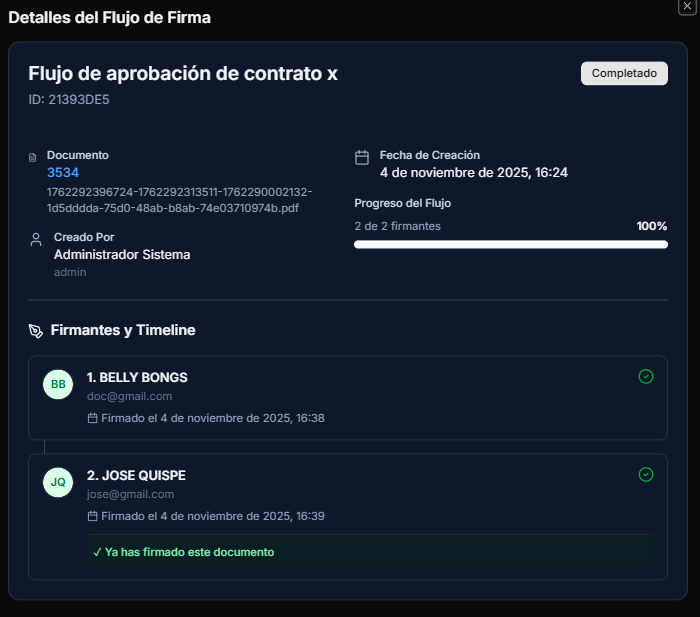 Detalles del Flujo de Firma
Flujo de aprobación de contrato x
Completado
ID: 21393DE5
Documento
3534
1762292396724-1762292313511-1762290002132-
1d5dddda-75d0-48ab-b8ab-74e03710974b.pdf
Creado Por
Administrador Sistema
admin
Fecha de Creación
4 de noviembre de 2025, 16:24
Progreso del Flujo
2 de 2 firmantes
100%
Firmantes y Timeline
BB
1. BELLY BONGS
doc@gmail.com
Firmado el 4 de noviembre de 2025, 16:38
JQ
2. JOSE QUISPE
jose@gmail.com
Firmado el 4 de noviembre de 2025, 16:39
✓ Ya has firmado este documento